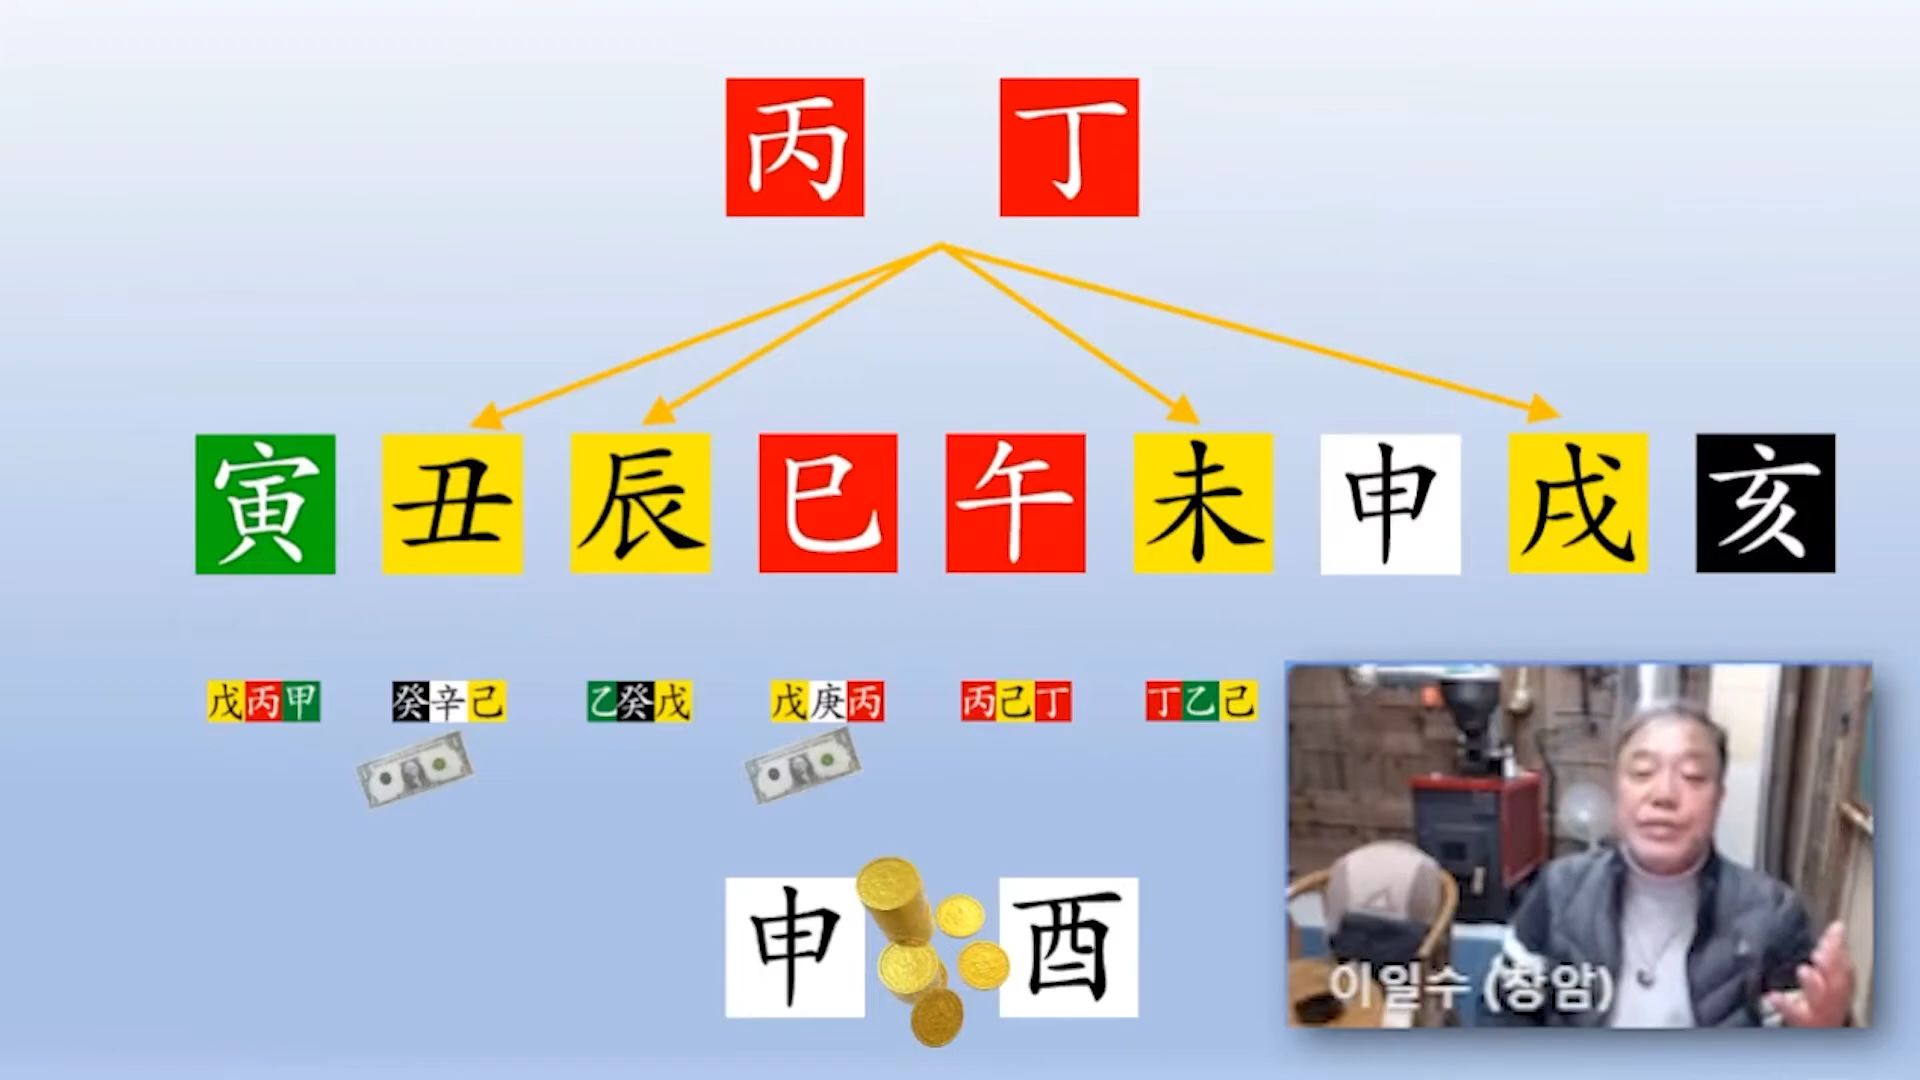 丙 丁
寅 丑 辰 巳 午 未 申 戌 亥
戊丙甲 癸辛己 乙癸戊 戊庚丙 丙己丁 丁乙己
申 酉
이일수 (창암)